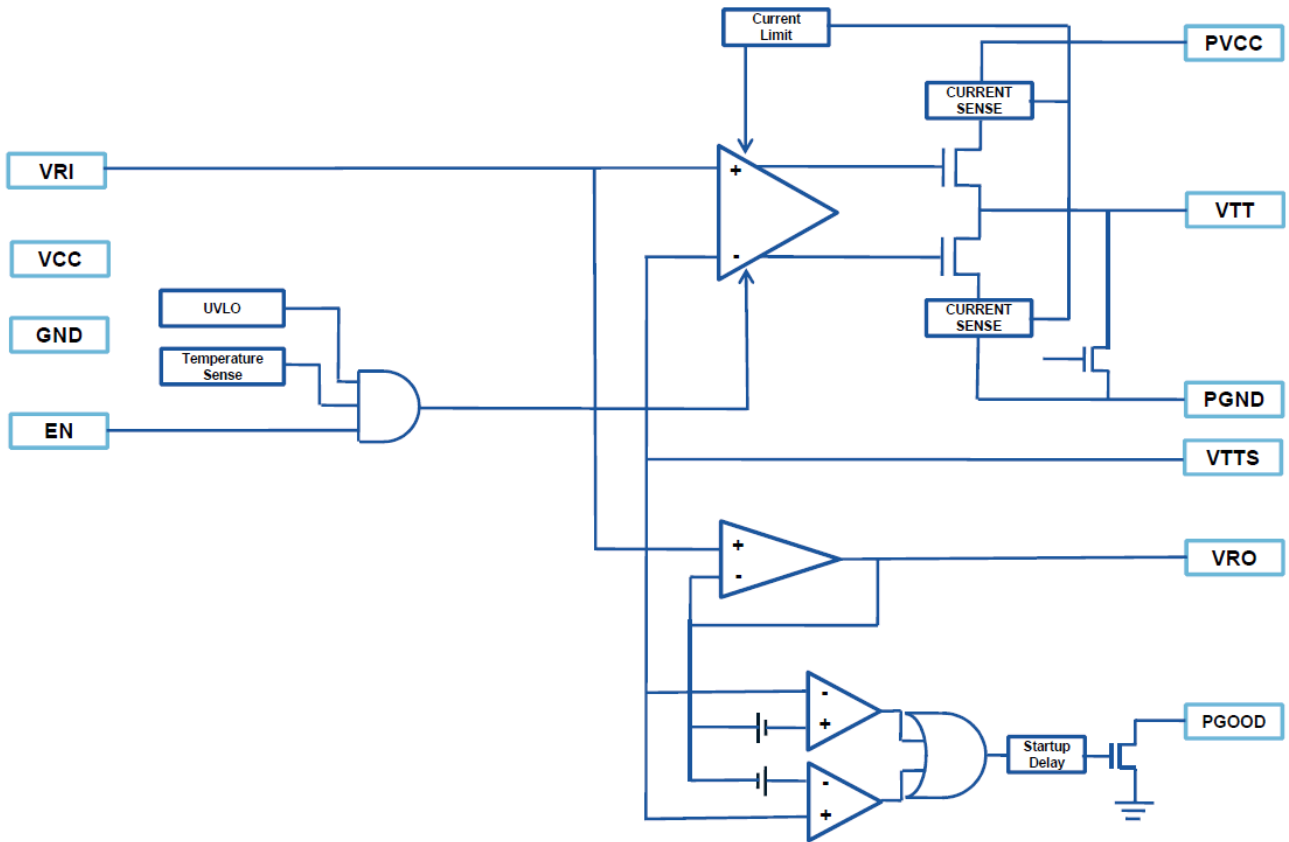 Current
Limit
PVCC
CURRENT
SENSE
VRI
+
VTT
VCC
-
UVLO
GND
CURRENT
SENSE
Temperature
Sense
PGND
EN
VTTS
+
-
VRO
-
+
PGOOD
Startup
Delay
-
+